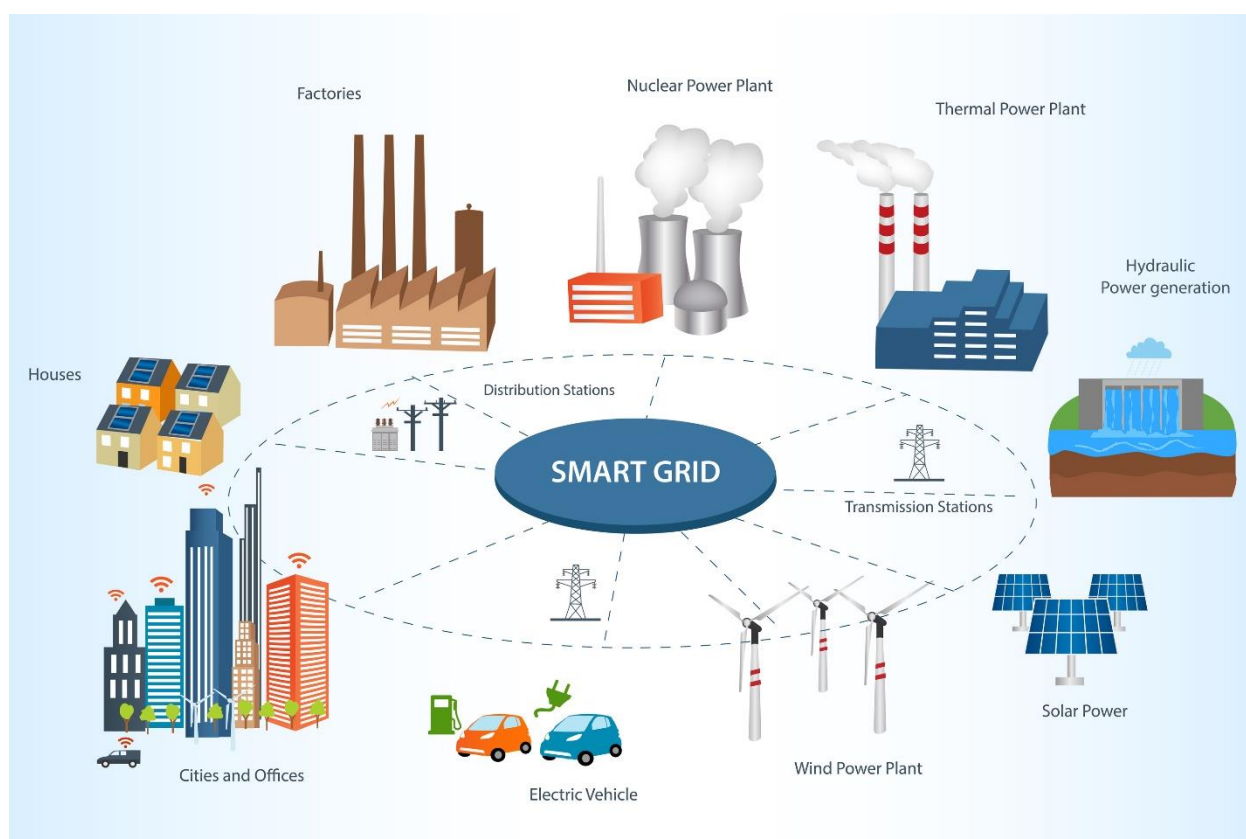 Factories
Nuclear Power Plant
Thermal Power Plant
Hydraulic
Power generation
Houses
Distribution Stations
SMART GRID
Transmission Stations
Solar Power
Wind Power Plant
Cities and Offices
Electric Vehicle